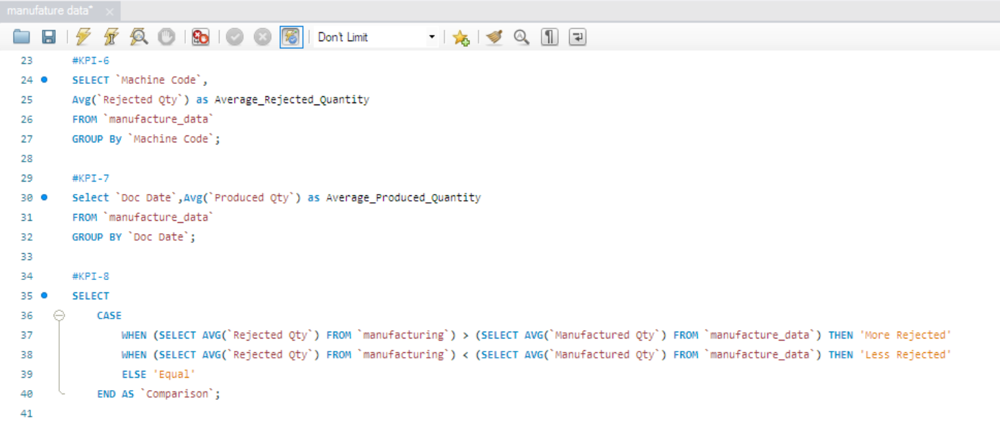 manufature data*
Don't Limit
23 #KPI-6
24 SELECT `Machine Code`,
25 Avg(`Rejected Qty`) as Average_Rejected_Quantity
26 FROM `manufacture_data`
27 GROUP By `Machine Code`;
28
29 #KPI-7
30 Select `Doc Date`,Avg(`Produced Qty`) as Average_Produced_Quantity
31 FROM `manufacture_data`
32 GROUP BY `Doc Date`;
33
34 #KPI-8
35 SELECT
36 CASE
37 WHEN (SELECT AVG(`Rejected Qty`) FROM `manufacturing`) > (SELECT AVG(`Manufactured Qty`) FROM `manufacture_data`) THEN 'More Rejected'
38 WHEN (SELECT AVG(`Rejected Qty`) FROM `manufacturing`) < (SELECT AVG(`Manufactured Qty`) FROM `manufacture_data`) THEN 'Less Rejected'
39 ELSE 'Equal'
40 END AS `Comparison`;
41